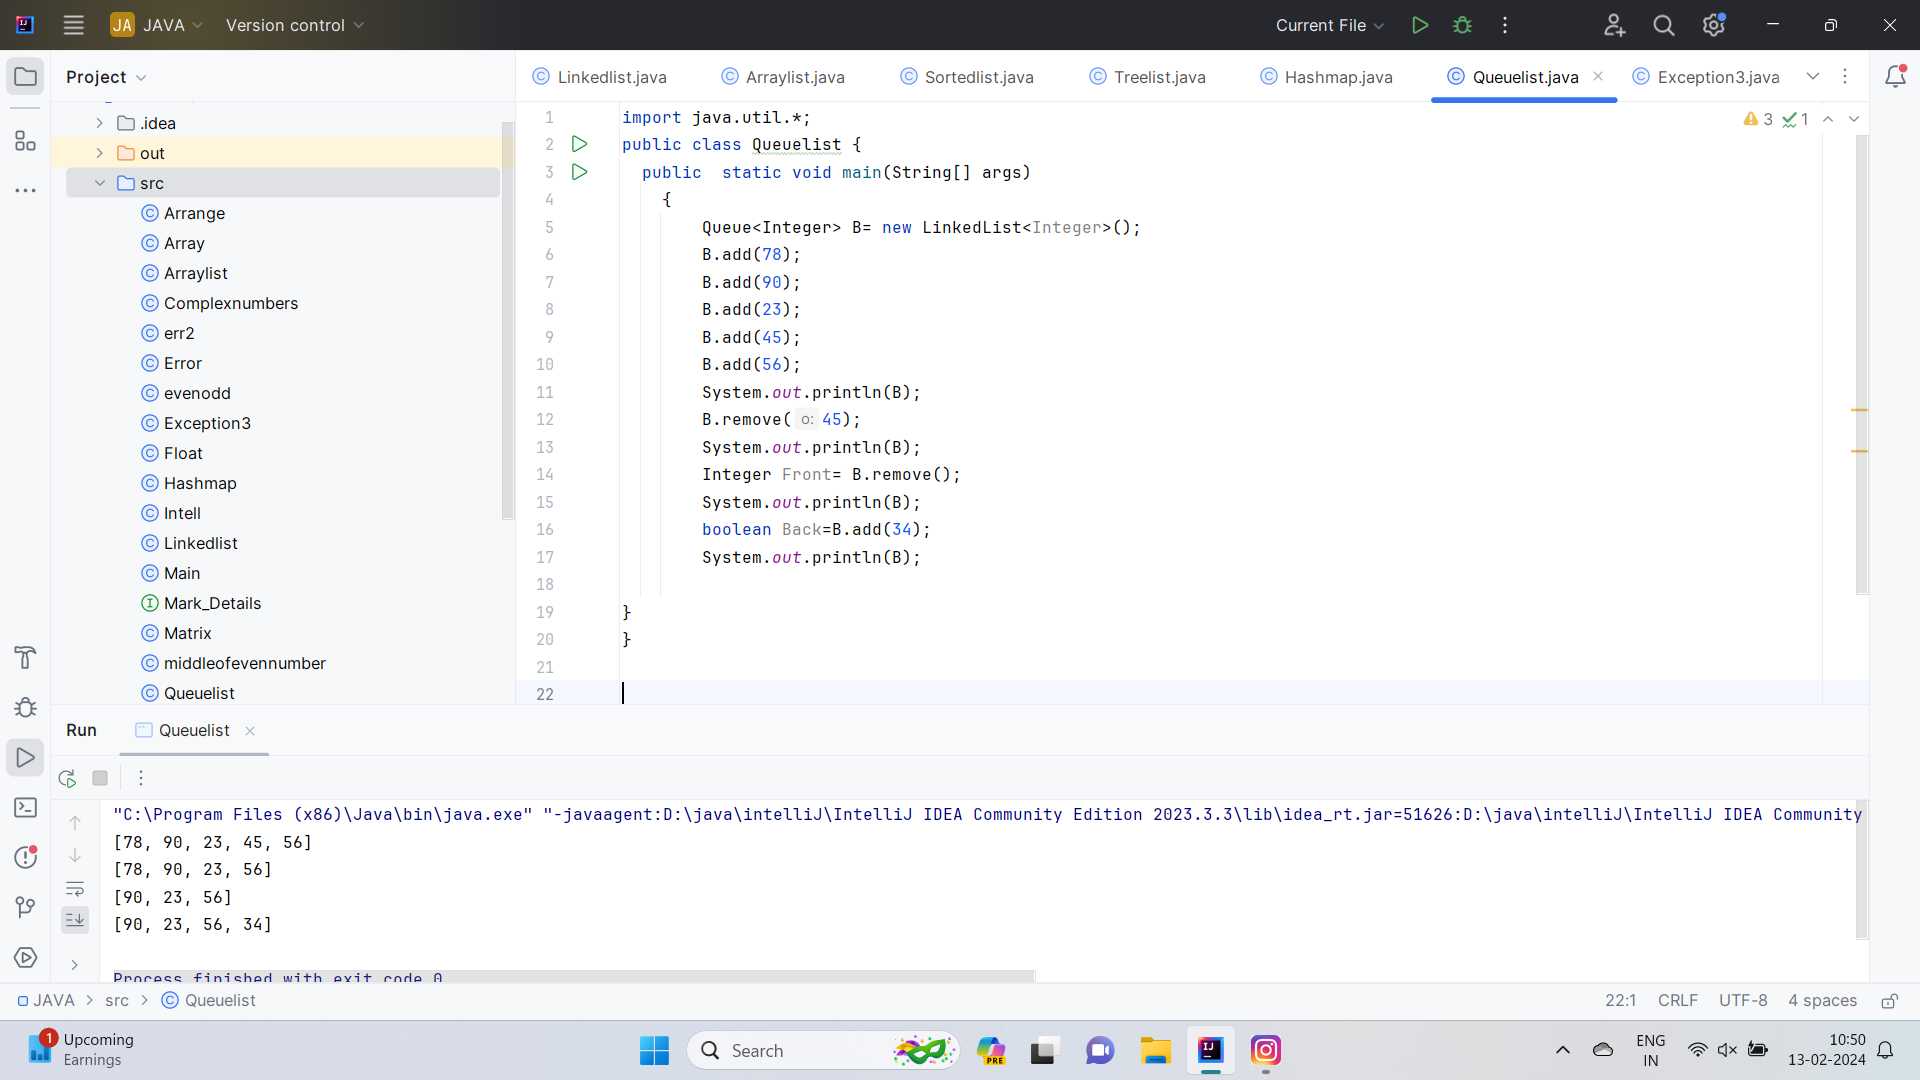 JA JAVA Version control Current File
Project
Linkedlist.java Arraylist.java Sortedlist.java Treelist.java Hashmap.java Queuelist.java Exception3.java
.idea
out
src
Arrange
Array
Arraylist
Complexnumbers
err2
Error
evenodd
Exception3
Float
Hashmap
Intell
Linkedlist
Main
Mark_Details
Matrix
middleofevennumber
Queuelist
3 1
1 import java.util.*;
2 public class Queuelist {
3 public  static void main(String[] args)
4 {
5 Queue<Integer> B= new LinkedList<Integer>();
6 B.add(78);
7 B.add(90);
8 B.add(23);
9 B.add(45);
10 B.add(56);
11 System.out.println(B);
12 B.remove( o: 45);
13 System.out.println(B);
14 Integer Front= B.remove();
15 System.out.println(B);
16 boolean Back=B.add(34);
17 System.out.println(B);
18
19 }
20 }
21
22
Run Queuelist
"C:\Program Files (x86)\Java\bin\java.exe" "-javaagent:D:\java\intelliJ\IntelliJ IDEA Community Edition 2023.3.3\lib\idea_rt.jar=51626:D:\java\intelliJ\IntelliJ IDEA Community
[78, 90, 23, 45, 56]
[78, 90, 23, 56]
[90, 23, 56]
[90, 23, 56, 34]
Process finished with exit code 0
JAVA > src > Queuelist 22:1 CRLF UTF-8 4 spaces
1 Upcoming
Earnings
Search
PRE
ENG
IN
10:50
13-02-2024